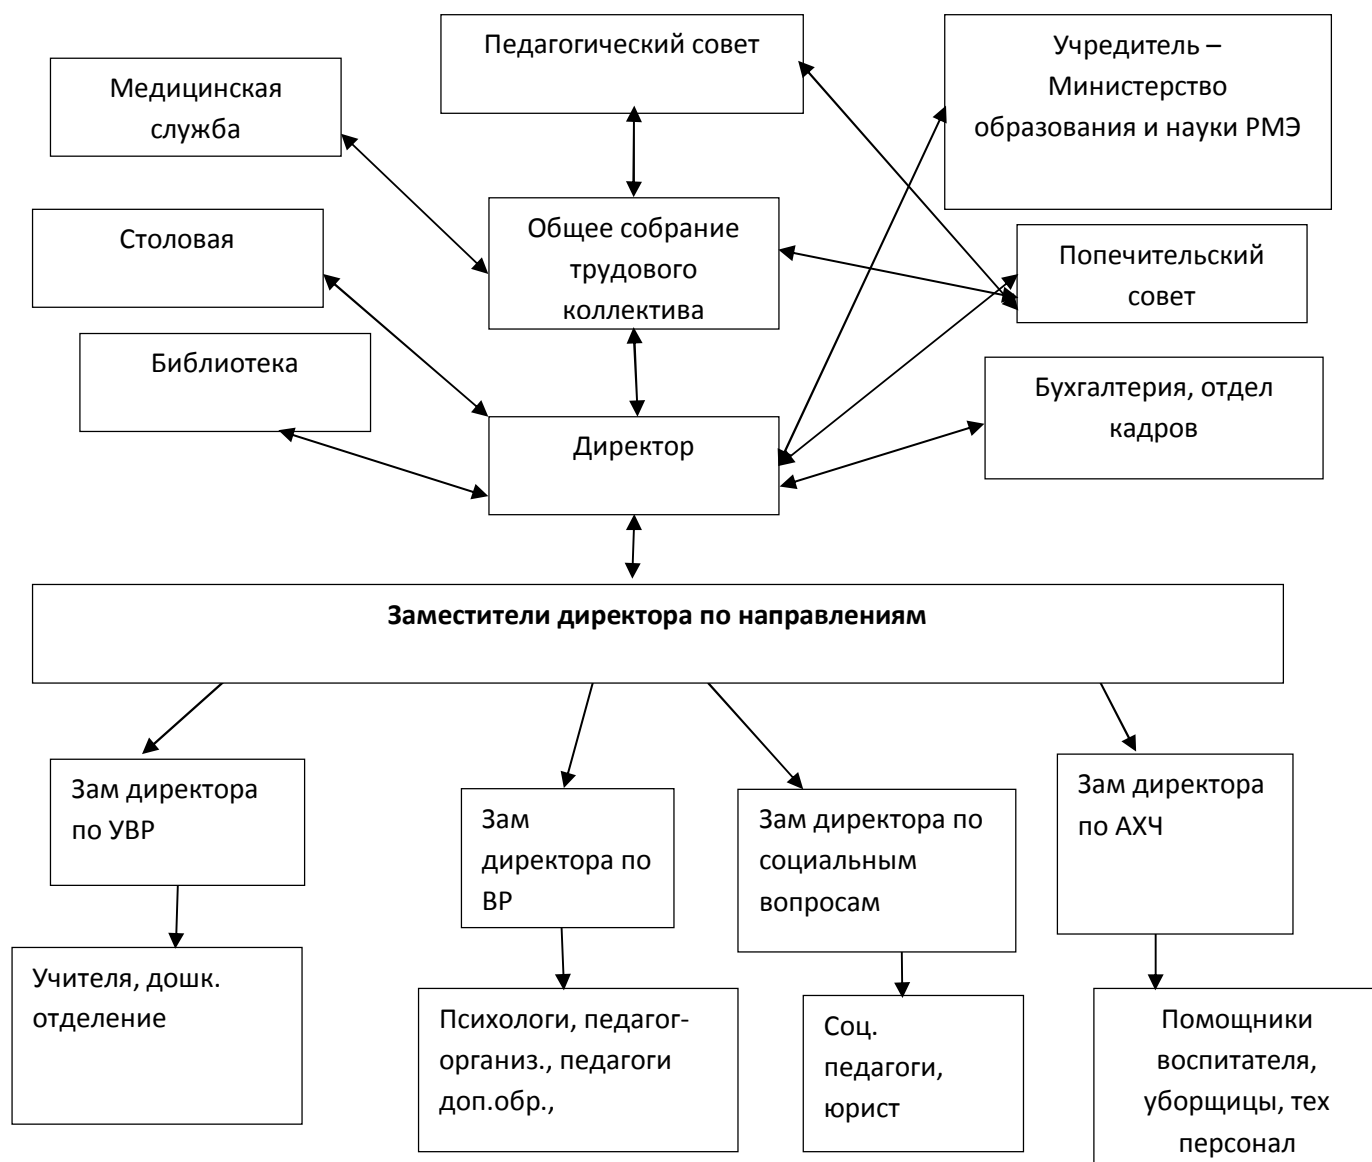 Педагогический совет
Учредитель –
Министерство
образования и науки РМЭ
Медицинская
служба
Столовая
Общее собрание
трудового
коллектива
Попечительский
совет
Библиотека
Бухгалтерия, отдел
кадров
Директор
Заместители директора по направлениям
Зам директора
по УВР
Зам
директора по
ВР
Зам директора по
социальным
вопросам
Зам директора
по АХЧ
Учителя, дошк.
отделение
Психологи, педагог-
организ., педагоги
доп.обр.,
Соц.
педагоги,
юрист
Помощники
воспитателя,
уборщицы, тех
персонал